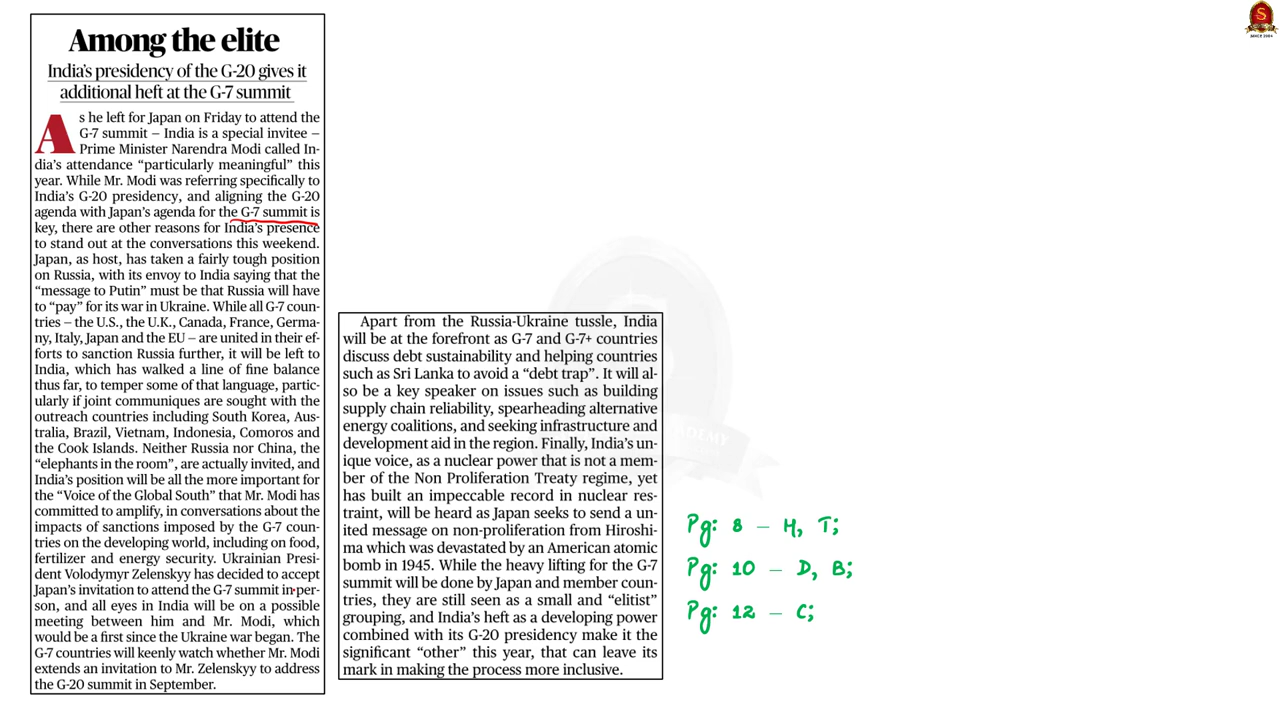 Among the elite
India's presidency of the G-20 gives it
additional heft at the G-7 summit
As he left for Japan on Friday to attend the
G-7 summit — India is a special invitee —
Prime Minister Narendra Modi called In-
dia's attendance “particularly meaningful” this
year. While Mr. Modi was referring specifically to
India's G-20 presidency, and aligning the G-20
agenda with Japan's agenda for the G-7 summit is
key, there are other reasons for India's presence
to stand out at the conversations this weekend.
Japan, as host, has taken a fairly tough position
on Russia, with its envoy to India saying that the
“message to Putin” must be that Russia will have
to “pay” for its war in Ukraine. While all G-7 coun-
tries — the U.S., the U.K., Canada, France, Germa-
ny, Italy, Japan and the EU — are united in their ef-
forts to sanction Russia further, it will be left to
India, which has walked a line of fine balance
thus far, to temper some of that language, partic-
ularly if joint communiques are sought with the
outreach countries including South Korea, Aus-
tralia, Brazil, Vietnam, Indonesia, Comoros and
the Cook Islands. Neither Russia nor China, the
“elephants in the room”, are actually invited, and
India's position will be all the more important for
the “Voice of the Global South” that Mr. Modi has
committed to amplify, in conversations about the
impacts of sanctions imposed by the G-7 coun-
tries on the developing world, including on food,
fertilizer and energy security. Ukrainian Presi-
dent Volodymyr Zelenskyy has decided to accept
Japan's invitation to attend the G-7 summit in per-
son, and all eyes in India will be on a possible
meeting between him and Mr. Modi, which
would be a first since the Ukraine war began. The
G-7 countries will keenly watch whether Mr. Modi
extends an invitation to Mr. Zelenskyy to address
the G-20 summit in September.
Apart from the Russia-Ukraine tussle, India
will be at the forefront as G-7 and G-7+ countries
discuss debt sustainability and helping countries
such as Sri Lanka to avoid a “debt trap”. It will al-
so be a key speaker on issues such as building
supply chain reliability, spearheading alternative
energy coalitions, and seeking infrastructure and
development aid in the region. Finally, India's un-
ique voice, as a nuclear power that is not a mem-
ber of the Non Proliferation Treaty regime, yet
has built an impeccable record in nuclear res-
traint, will be heard as Japan seeks to send a un-
ited message on non-proliferation from Hiroshi-
ma which was devastated by an American atomic
bomb in 1945. While the heavy lifting for the G-7
summit will be done by Japan and member coun-
tries, they are still seen as a small and “elitist”
grouping, and India's heft as a developing power
combined with its G-20 presidency make it the
significant “other” this year, that can leave its
mark in making the process more inclusive.
Pg: 8 – H, T;
Pg: 10 – D, B;
Pg: 12 – C;
S
SINCE 2004